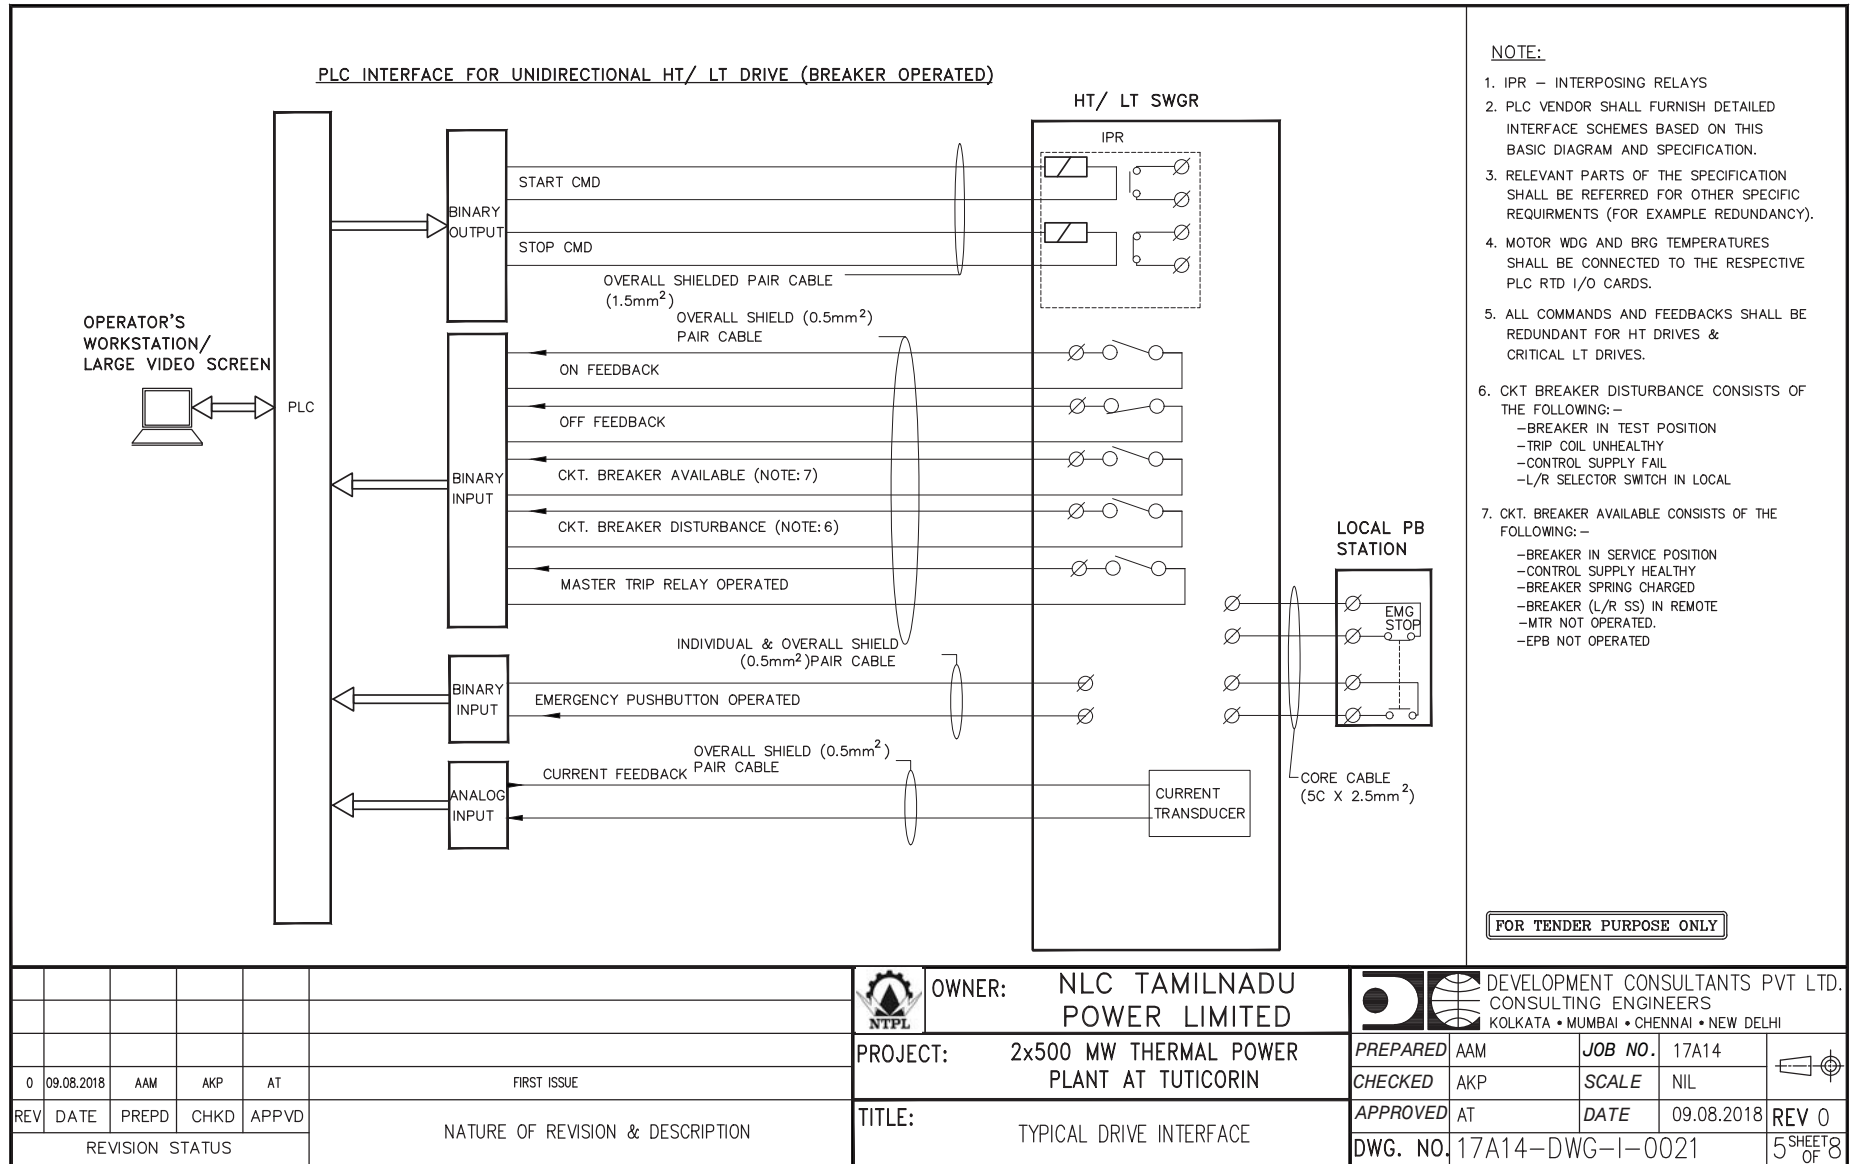 PLC INTERFACE FOR UNIDIRECTIONAL HT/ LT DRIVE (BREAKER OPERATED)
HT/ LT SWGR
IPR
START CMD
BINARY
OUTPUT
STOP CMD
OVERALL SHIELDED PAIR CABLE
(1.5mm²)
OVERALL SHIELD (0.5mm²)
PAIR CABLE
OPERATOR'S
WORKSTATION/
LARGE VIDEO SCREEN
PLC
ON FEEDBACK
OFF FEEDBACK
BINARY
INPUT
CKT. BREAKER AVAILABLE (NOTE: 7)
CKT. BREAKER DISTURBANCE (NOTE: 6)
MASTER TRIP RELAY OPERATED
LOCAL PB
STATION
EMG
STOP
INDIVIDUAL & OVERALL SHIELD
(0.5mm²)PAIR CABLE
BINARY
INPUT
EMERGENCY PUSHBUTTON OPERATED
OVERALL SHIELD (0.5mm²)
PAIR CABLE
CURRENT FEEDBACK
ANALOG
INPUT
CURRENT
TRANSDUCER
CORE CABLE
(5C X 2.5mm²)
NOTE:
1. IPR – INTERPOSING RELAYS
2. PLC VENDOR SHALL FURNISH DETAILED
INTERFACE SCHEMES BASED ON THIS
BASIC DIAGRAM AND SPECIFICATION.
3. RELEVANT PARTS OF THE SPECIFICATION
SHALL BE REFERRED FOR OTHER SPECIFIC
REQUIRMENTS (FOR EXAMPLE REDUNDANCY).
4. MOTOR WDG AND BRG TEMPERATURES
SHALL BE CONNECTED TO THE RESPECTIVE
PLC RTD I/O CARDS.
5. ALL COMMANDS AND FEEDBACKS SHALL BE
REDUNDANT FOR HT DRIVES &
CRITICAL LT DRIVES.
6. CKT BREAKER DISTURBANCE CONSISTS OF
THE FOLLOWING: –
–BREAKER IN TEST POSITION
–TRIP COIL UNHEALTHY
–CONTROL SUPPLY FAIL
–L/R SELECTOR SWITCH IN LOCAL
7. CKT. BREAKER AVAILABLE CONSISTS OF THE
FOLLOWING: –
–BREAKER IN SERVICE POSITION
–CONTROL SUPPLY HEALTHY
–BREAKER SPRING CHARGED
–BREAKER (L/R SS) IN REMOTE
–MTR NOT OPERATED.
–EPB NOT OPERATED
FOR TENDER PURPOSE ONLY
0 09.08.2018 AAM AKP AT FIRST ISSUE
REV DATE PREPD CHKD APPVD
REVISION STATUS
NATURE OF REVISION & DESCRIPTION
NTPL
OWNER: NLC TAMILNADU
POWER LIMITED
PROJECT: 2x500 MW THERMAL POWER
PLANT AT TUTICORIN
TITLE: TYPICAL DRIVE INTERFACE
DEVELOPMENT CONSULTANTS PVT LTD.
CONSULTING ENGINEERS
KOLKATA • MUMBAI • CHENNAI • NEW DELHI
PREPARED AAM JOB NO. 17A14
CHECKED AKP SCALE NIL
APPROVED AT DATE 09.08.2018 REV 0
DWG. NO. 17A14–DWG–I–0021 5 SHEET OF 8